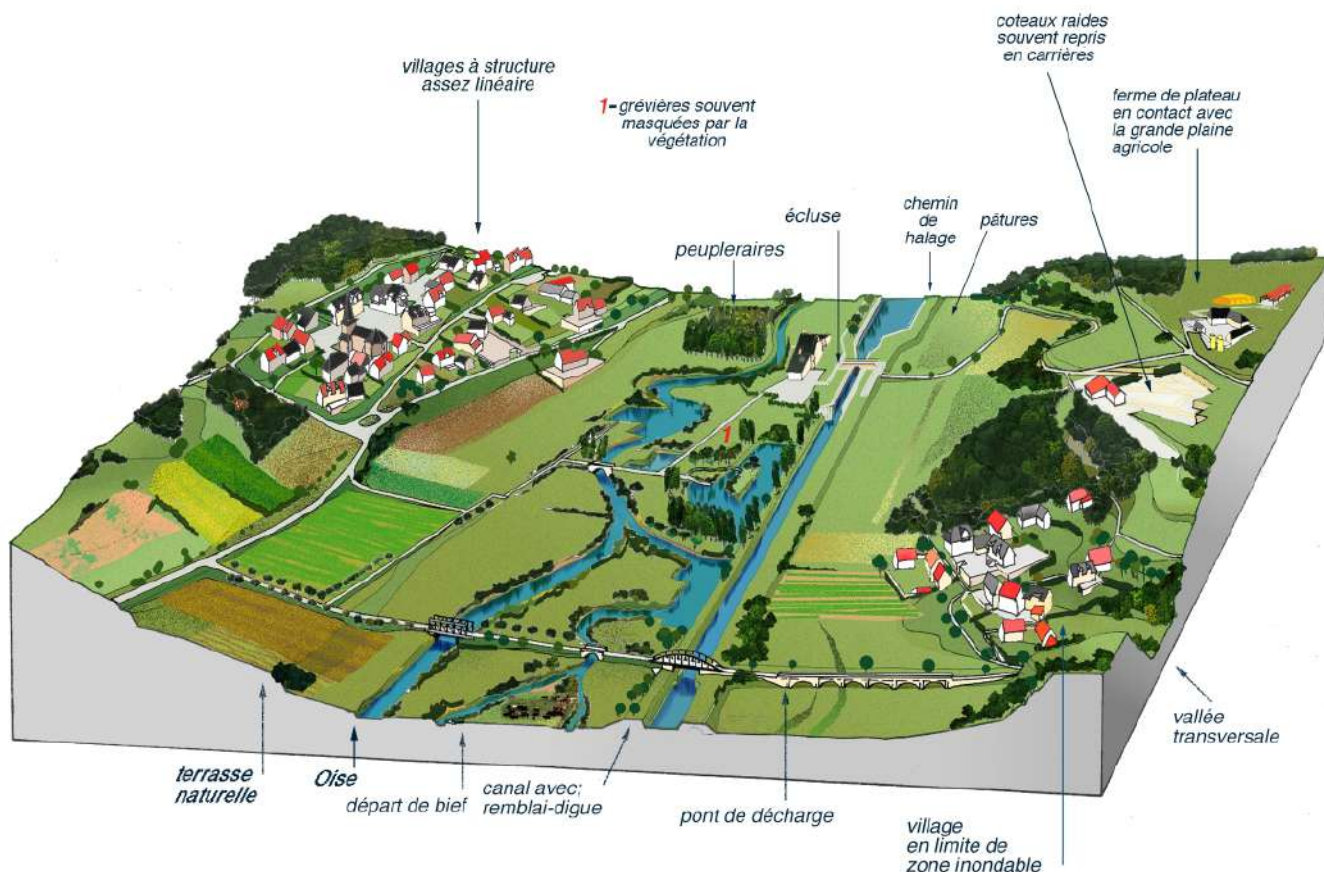 coteaux raides
souvent repris
en carrières
villages à structure
assez linéaire
1-grévières souvent
masquées par la
végétation
ferme de plateau
en contact avec
la grande plaine
agricole
écluse
chemin
de
halage
pâtures
peupleraires
1
terrasse
naturelle
Oise
départ de bief
canal avec;
remblai-digue
pont de décharge
village
en limite de
zone inondable
vallée
transversale